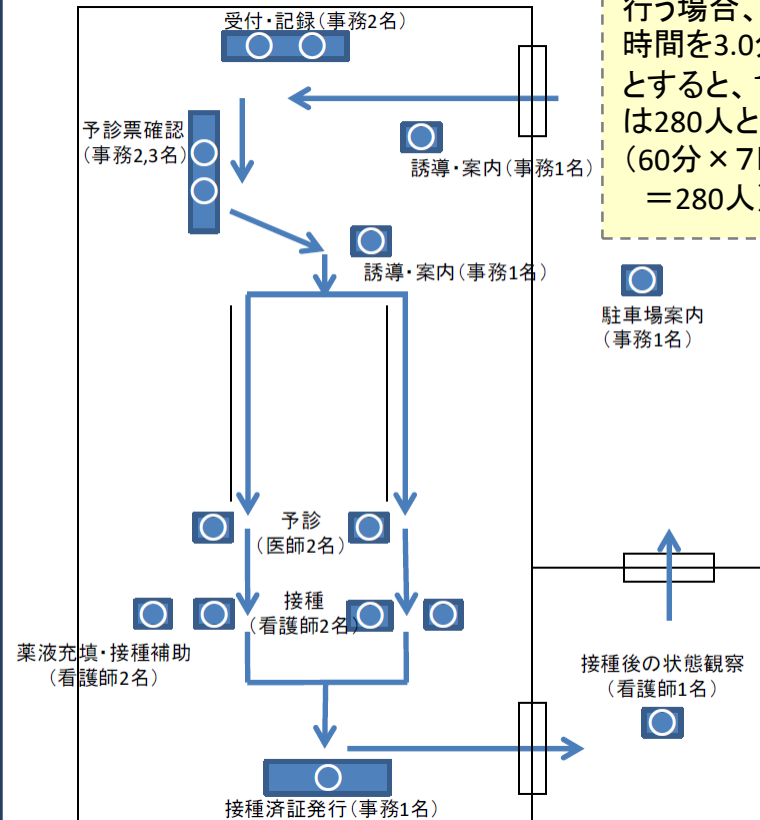 受付・記録(事務2名)
行う場合、
時間を3.0分
とすると、
は280人と
(60分×7
＝280人)
予診票確認
(事務2,3名)
誘導・案内(事務1名)
誘導・案内(事務1名)
駐車場案内
(事務1名)
予診
(医師2名)
接種
(看護師2名)
薬液充填・接種補助
(看護師2名)
接種後の状態観察
(看護師1名)
接種済証発行(事務1名)